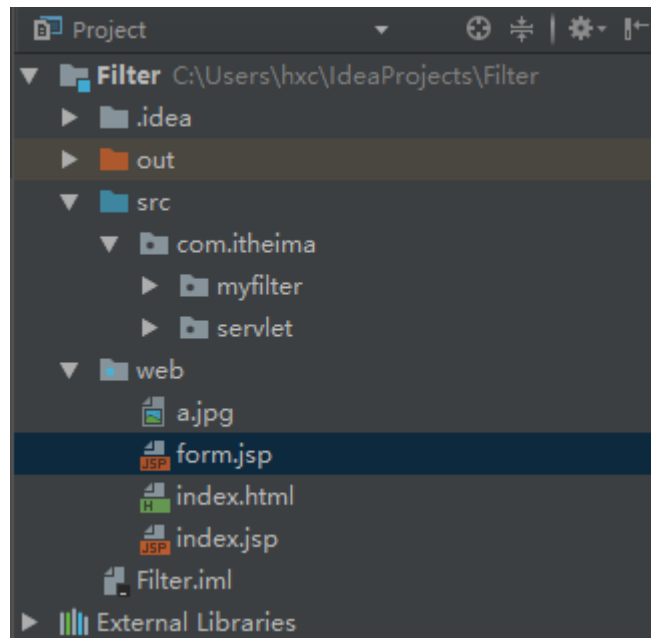 Project
Filter C:\Users\hxc\IdeaProjects\Filter
.idea
out
src
com.itheima
myfilter
servlet
web
a.jpg
JSP form.jsp
H index.html
JSP index.jsp
Filter.iml
External Libraries